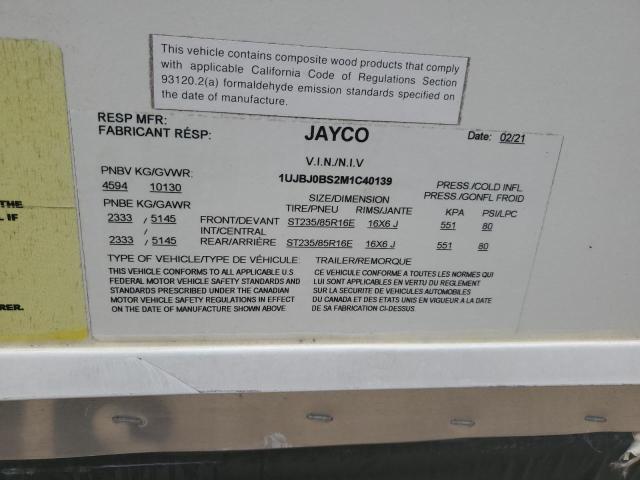 This vehicle contains composite wood products that comply
with applicable California Code of Regulations Section
93120.2(a) formaldehyde emission standards specified on
the date of manufacture.
RESP MFR:
FABRICANT RÉSP: JAYCO Date: 02/21
V.I.N./N.I.V
PNBV KG/GVWR: 1UJBJ0BS2M1C40139
4594 10130 SIZE/DIMENSION PRESS./COLD INFL
PNBE KG/GAWR TIRE/PNEU RIMS/JANTE PRESS./GONFL FROID
KPA PSI/LPC
2333 / 5145 FRONT/DEVANT ST235/85R16E 16X6 J 551 80
INT/CENTRAL
2333 / 5145 REAR/ARRIÈRE ST235/85R16E 16X6 J 551 80
TYPE OF VEHICLE/TYPE DE VÉHICULE: TRAILER/REMORQUE
THIS VEHICLE CONFORMS TO ALL APPLICABLE U.S
FEDERAL MOTOR VEHICLE SAFETY STANDARDS AND
STANDARDS PRESCRIBED UNDER THE CANADIAN
MOTOR VEHICLE SAFETY REGULATIONS IN EFFECT
ON THE DATE OF MANUFACTURE SHOWN ABOVE.
CE VEHICULE CONFORME A TOUTES LES NORMES QUI
LUI SONT APPLICABLES EN VERTU DU REGLEMENT
SUR LA SECURITE DE VEHICULES AUTOMOBILES
DU CANADA ET DES ETATS UNIS EN VIGUEUR A LA DATE
DE SA FABRICATION CI-DESSUS.
THE
L IF
RER.